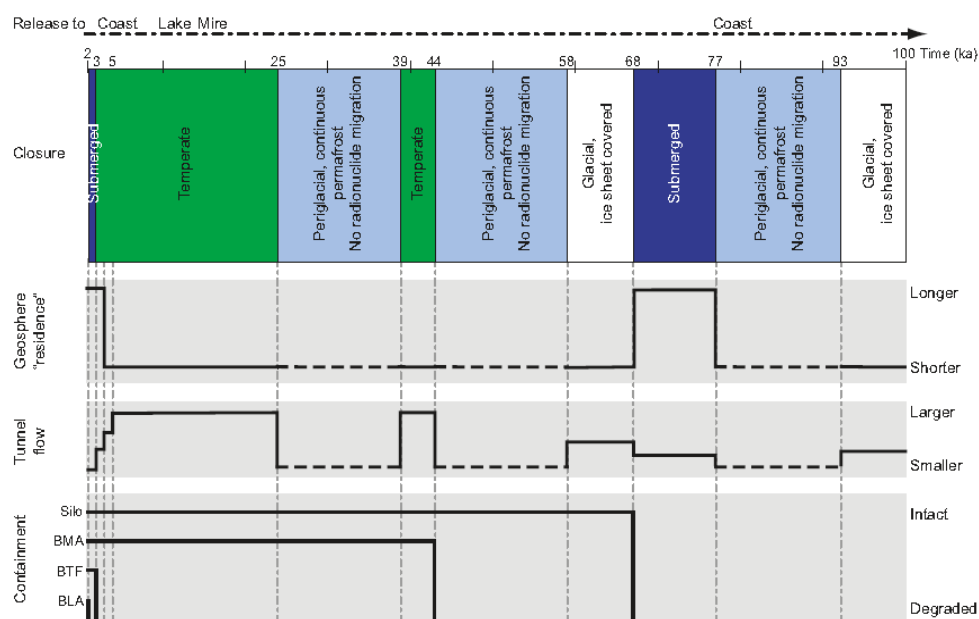 Release to Coast Lake Mire Coast
2 3 5 25 39 44 58 68 77 93 100 Time (ka)
Closure
Submerged
Temperate
Periglacial, continuous
permafrost
No radionuclide migration
Temperate
Periglacial, continuous
permafrost
No radionuclide migration
Glacial,
ice sheet covered
Submerged
Periglacial, continuous
permafrost
No radionuclide migration
Glacial,
ice sheet covered
Geosphere
"residence"
Longer
Shorter
Tunnel
flow
Larger
Smaller
Containment
Silo
BMA
BTF
BLA
Intact
Degraded